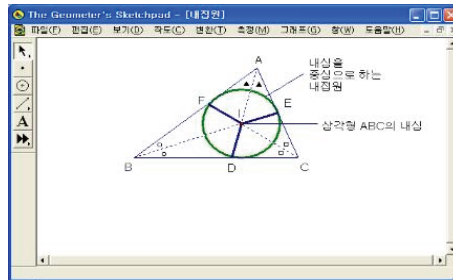 The Geometer's Sketchpad - [내접원]
파일(F) 편집(E) 보기(D) 작도(C) 변환(T) 측정(M) 그래프(G) 창(W) 도움말(H)
A
내심을
중심으로 하는
내접원
F
E
I
삼각형 ABC의 내심
B
D
C
A